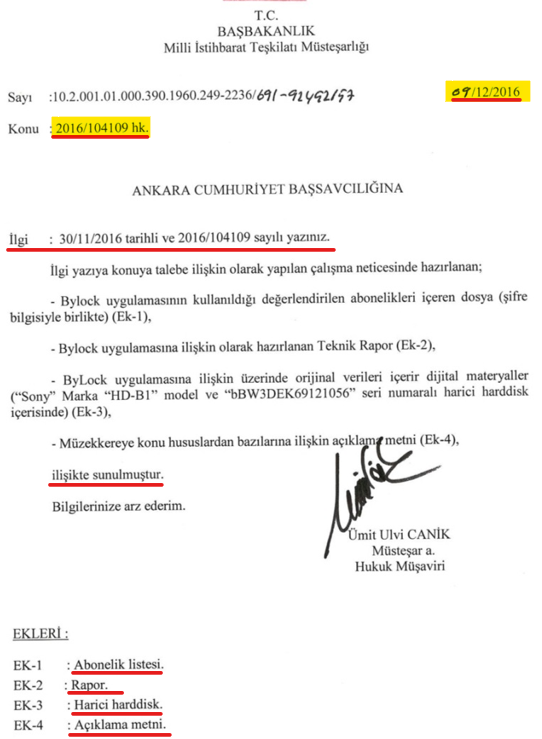 T.C.
BAŞBAKANLIK
Milli İstihbarat Teşkilatı Müsteşarlığı
Sayı :10.2.001.01.000.390.1960.249-2236/691-92492157
09/12/2016
Konu : 2016/104109 hk.
ANKARA CUMHURİYET BAŞSAVCILIĞINA
İlgi : 30/11/2016 tarihli ve 2016/104109 sayılı yazınız.
İlgi yazıya konuya talebe ilişkin olarak yapılan çalışma neticesinde hazırlanan;
- Bylock uygulamasının kullanıldığı değerlendirilen abonelikleri içeren dosya (şifre
bilgisiyle birlikte) (Ek-1),
- Bylock uygulamasına ilişkin olarak hazırlanan Teknik Rapor (Ek-2),
- ByLock uygulamasına ilişkin üzerinde orijinal verileri içerir dijital materyaller
(“Sony” Marka “HD-B1” model ve “bBW3DEK69121056” seri numaralı harici harddisk
içerisinde) (Ek-3),
- Müzekkereye konu hususlardan bazılarına ilişkin açıklama metni (Ek-4),
ilişikte sunulmuştur.
Bilgilerinize arz ederim.
Ümit Ulvi CANİK
Müsteşar a.
Hukuk Müşaviri
EKLERİ :
EK-1 : Abonelik listesi.
EK-2 : Rapor.
EK-3 : Harici harddisk.
EK-4 : Açıklama metni.